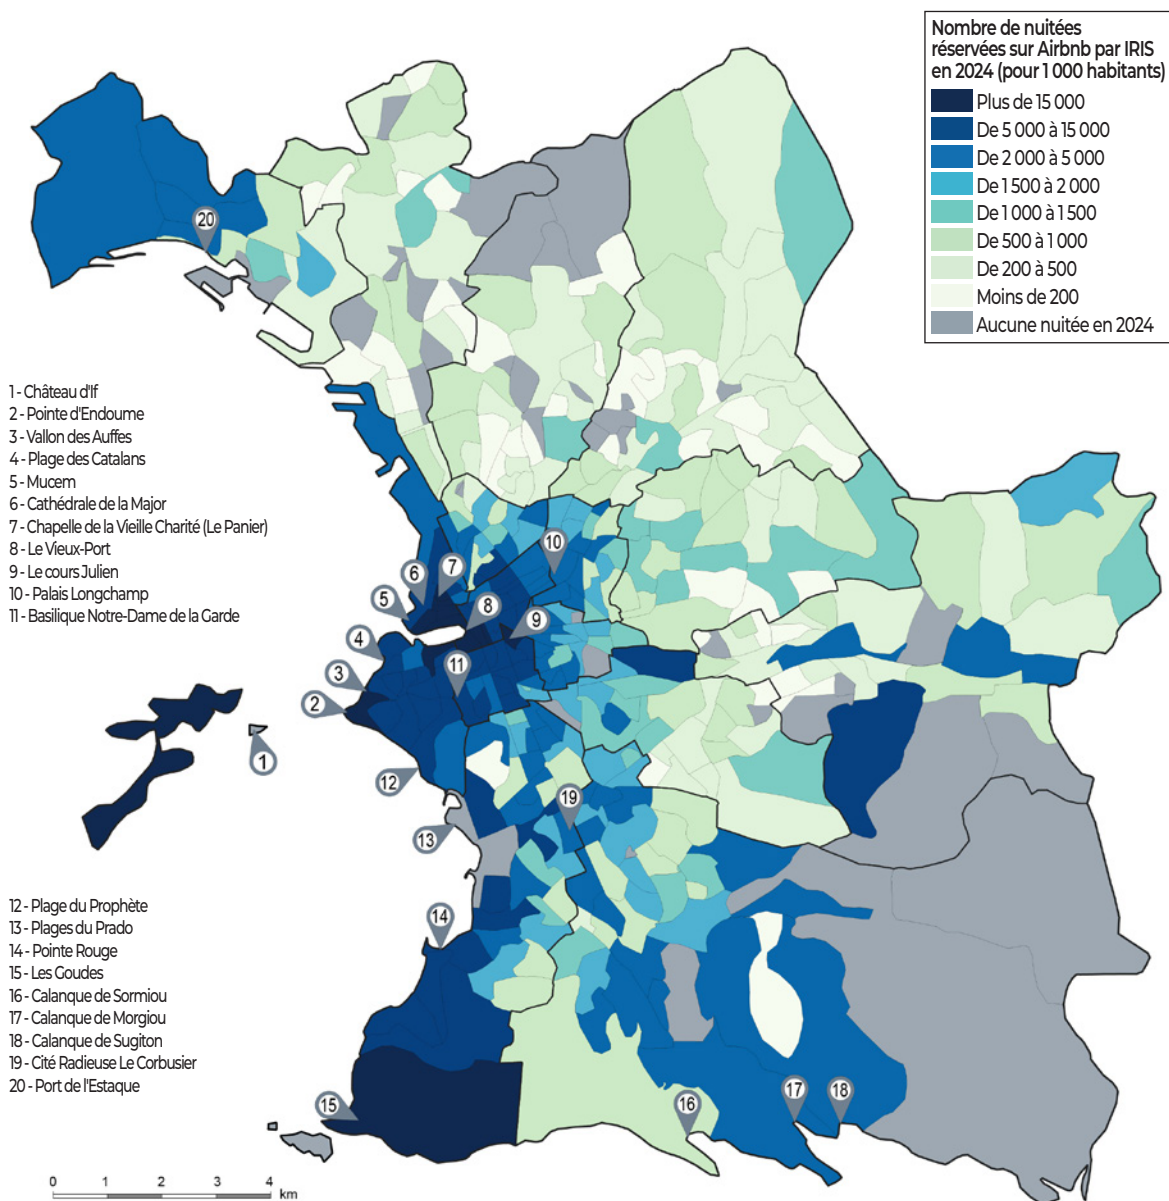 Nombre de nuitées
réservées sur Airbnb par IRIS
en 2024 (pour 1 000 habitants)
Plus de 15 000
De 5 000 à 15 000
De 2 000 à 5 000
De 1 500 à 2 000
De 1 000 à 1 500
De 500 à 1 000
De 200 à 500
Moins de 200
Aucune nuitée en 2024
20
1 - Château d'If
2 - Pointe d'Endoume
3 - Vallon des Auffes
4 - Plage des Catalans
5 - Mucem
6 - Cathédrale de la Major
7 - Chapelle de la Vieille Charité (Le Panier)
8 - Le Vieux-Port
9 - Le cours Julien
10 - Palais Longchamp
11 - Basilique Notre-Dame de la Garde
10
7
6
5
8
9
4
11
3
2
1
12
19
13
12 - Plage du Prophète
13 - Plages du Prado
14 - Pointe Rouge
15 - Les Goudes
16 - Calanque de Sormiou
17 - Calanque de Morgiou
18 - Calanque de Sugiton
19 - Cité Radieuse Le Corbusier
20 - Port de l'Estaque
14
17
18
16
15
0 1 2 3 4
km